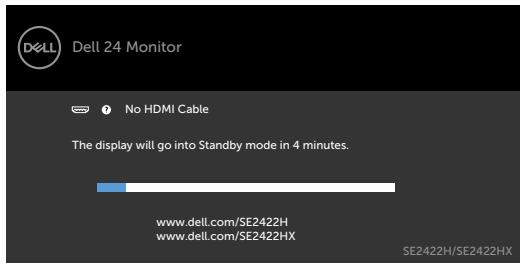 DELL
Dell 24 Monitor
? No HDMI Cable
The display will go into Standby mode in 4 minutes.
www.dell.com/SE2422H
www.dell.com/SE2422HX
SE2422H/SE2422HX